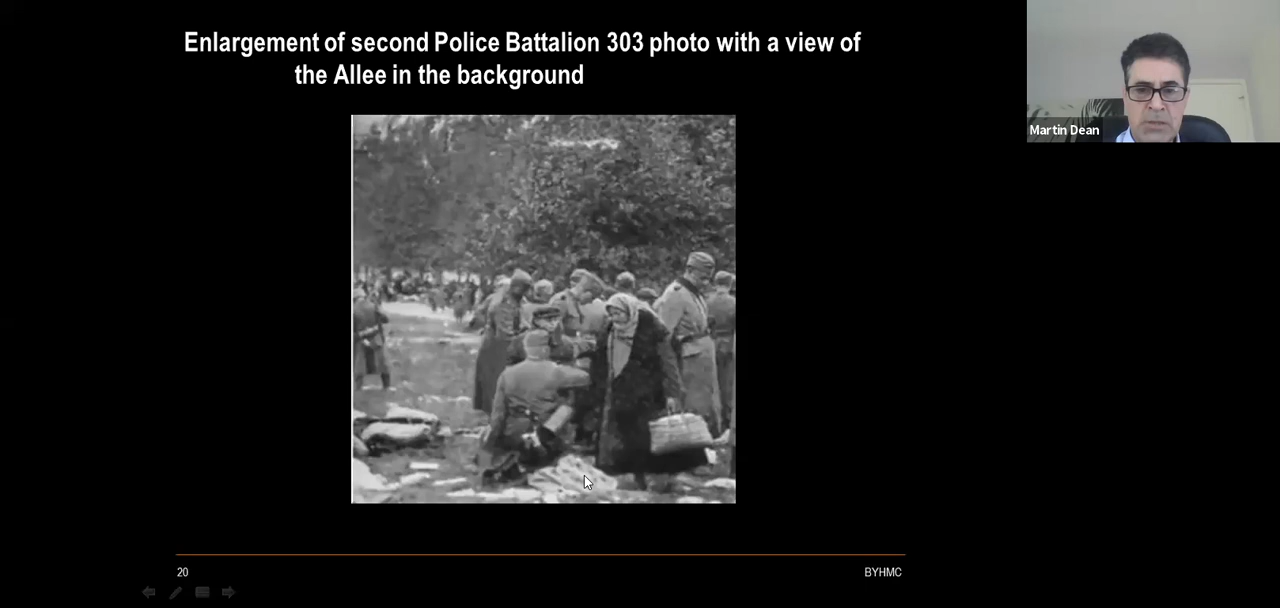 Enlargement of second Police Battalion 303 photo with a view of
the Allee in the background
Martin Dean
20
BYHMC